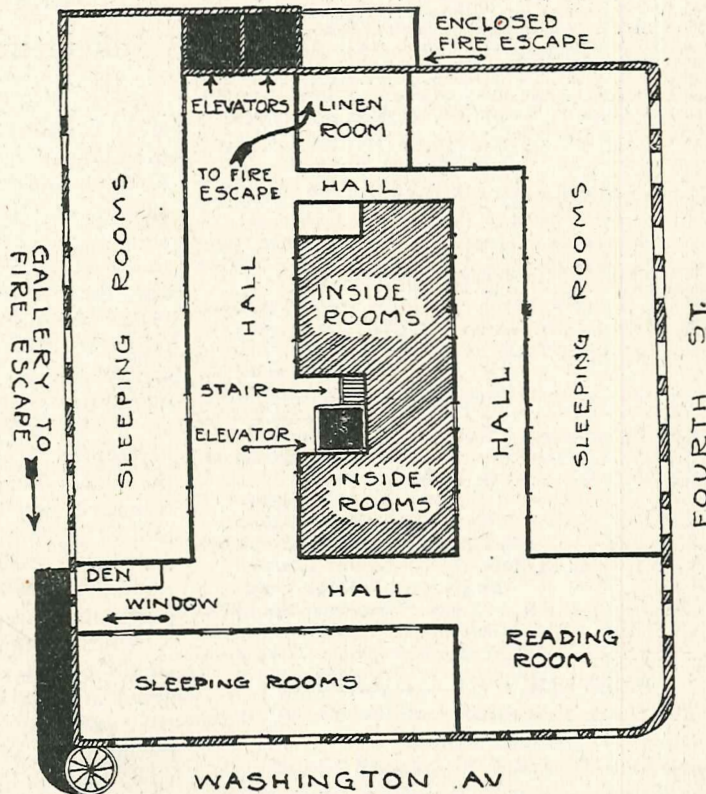 ENCLOSED
FIRE ESCAPE
ELEVATORS
LINEN
ROOM
TO FIRE
ESCAPE
HALL
SLEEPING ROOMS
HALL
INSIDE
ROOMS
SLEEPING ROOMS
GALLERY TO
FIRE ESCAPE
STAIR
HALL
FOURTH ST.
ELEVATOR
INSIDE
ROOMS
DEN
HALL
WINDOW
READING
ROOM
SLEEPING ROOMS
WASHINGTON AV